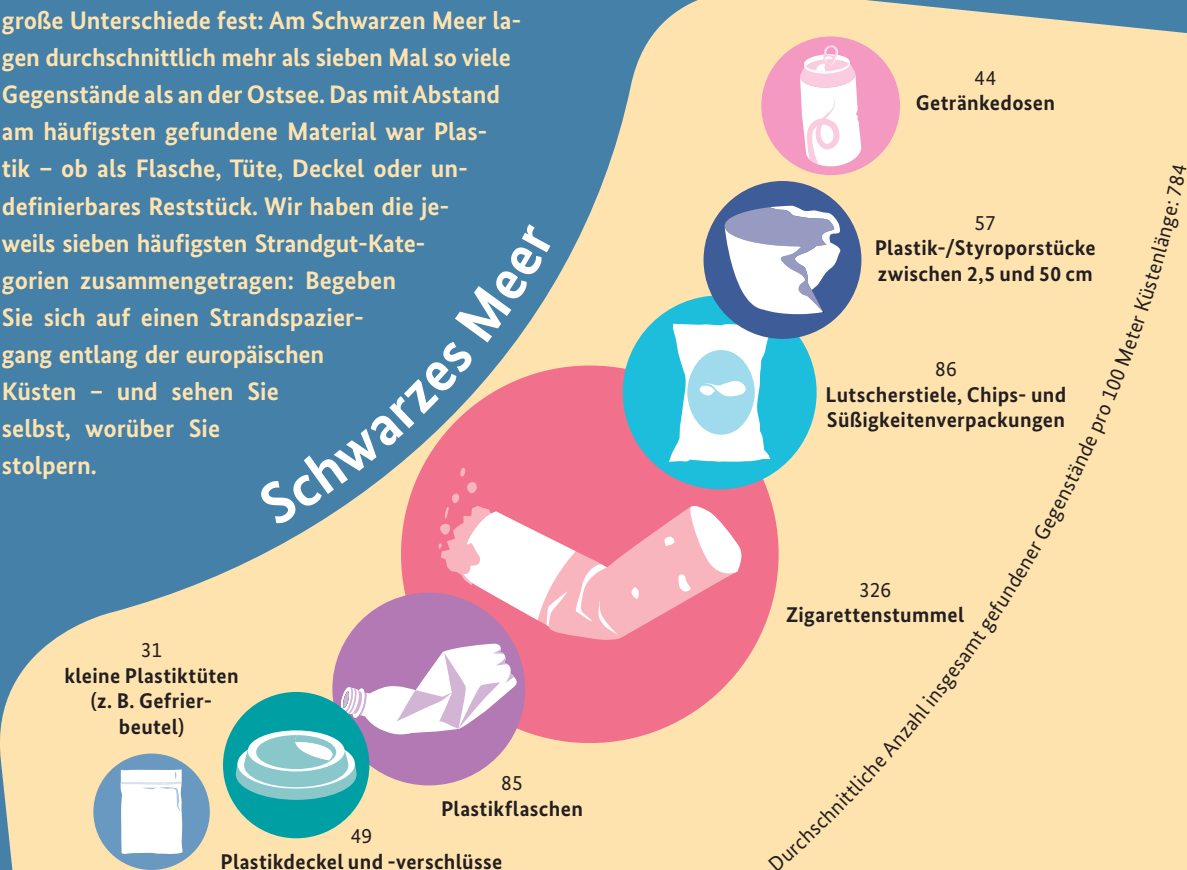 große Unterschiede fest: Am Schwarzen Meer la-
gen durchschnittlich mehr als sieben Mal so viele
Gegenstände als an der Ostsee. Das mit Abstand
am häufigsten gefundene Material war Plas-
tik – ob als Flasche, Tüte, Deckel oder un-
definierbares Reststück. Wir haben die je-
weils sieben häufigsten Strandgut-Kate-
gorien zusammengetragen: Begeben
Sie sich auf einen Strandspazier-
gang entlang der europäischen
Küsten – und sehen Sie
selbst, worüber Sie
stolpern.
Schwarzes Meer
44
Getränkedosen
57
Plastik-/Styroporstücke
zwischen 2,5 und 50 cm
86
Lutscherstiele, Chips- und
Süßigkeitenverpackungen
326
Zigarettenstummel
85
Plastikflaschen
49
Plastikdeckel und -verschlüsse
31
kleine Plastiktüten
(z. B. Gefrier-
beutel)
Durchschnittliche Anzahl insgesamt gefundener Gegenstände pro 100 Meter Küstenlänge: 784